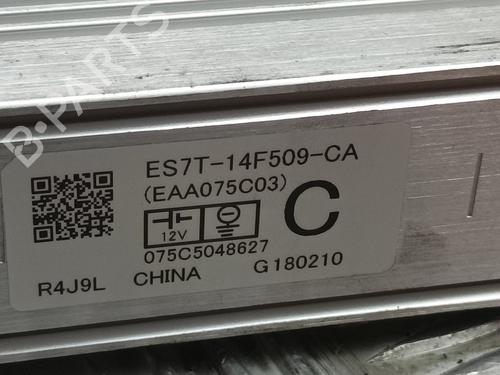 B-PARTS
ES7T-14F509-CA
(EAA075C03)
12V
C
075C5048627
R4J9L CHINA G180210